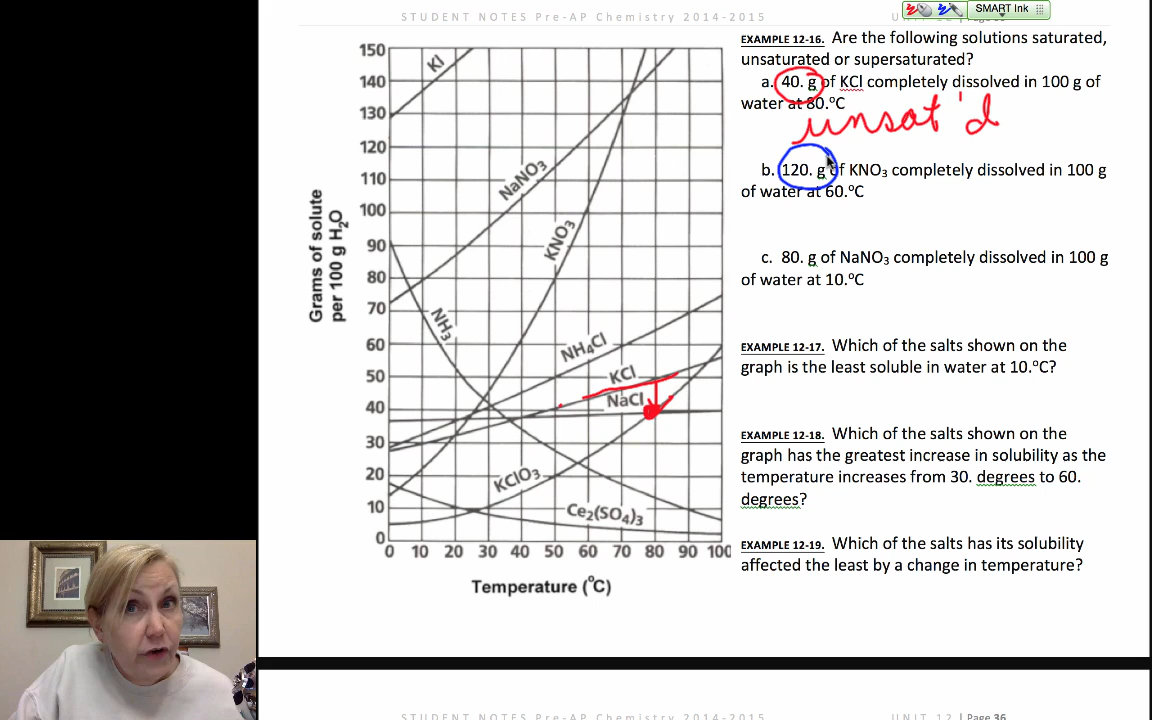 STUDENT NOTES Pre-AP Chemistry 2014-2015
SMART Ink
150
140
130
120
110
100
90
80
70
60
50
40
30
20
10
0
Grams of solute
per 100 g H₂O
KI
NaNO₃
KNO₃
NH₃
NH₄Cl
KCl
NaCl
KClO₃
Ce₂(SO₄)₃
0 10 20 30 40 50 60 70 80 90 100
Temperature (°C)
EXAMPLE 12-16. Are the following solutions saturated,
unsaturated or supersaturated?
a. 40. g of KCl completely dissolved in 100 g of
water at 80.°C
unsat'd
b. 120. g of KNO₃ completely dissolved in 100 g
of water at 60.°C
c. 80. g of NaNO₃ completely dissolved in 100 g
of water at 10.°C
EXAMPLE 12-17. Which of the salts shown on the
graph is the least soluble in water at 10.°C?
EXAMPLE 12-18. Which of the salts shown on the
graph has the greatest increase in solubility as the
temperature increases from 30. degrees to 60.
degrees?
EXAMPLE 12-19. Which of the salts has its solubility
affected the least by a change in temperature?
STUDENT NOTES Pre-AP Chemistry 2014-2015
UNIT 12 | Page 36